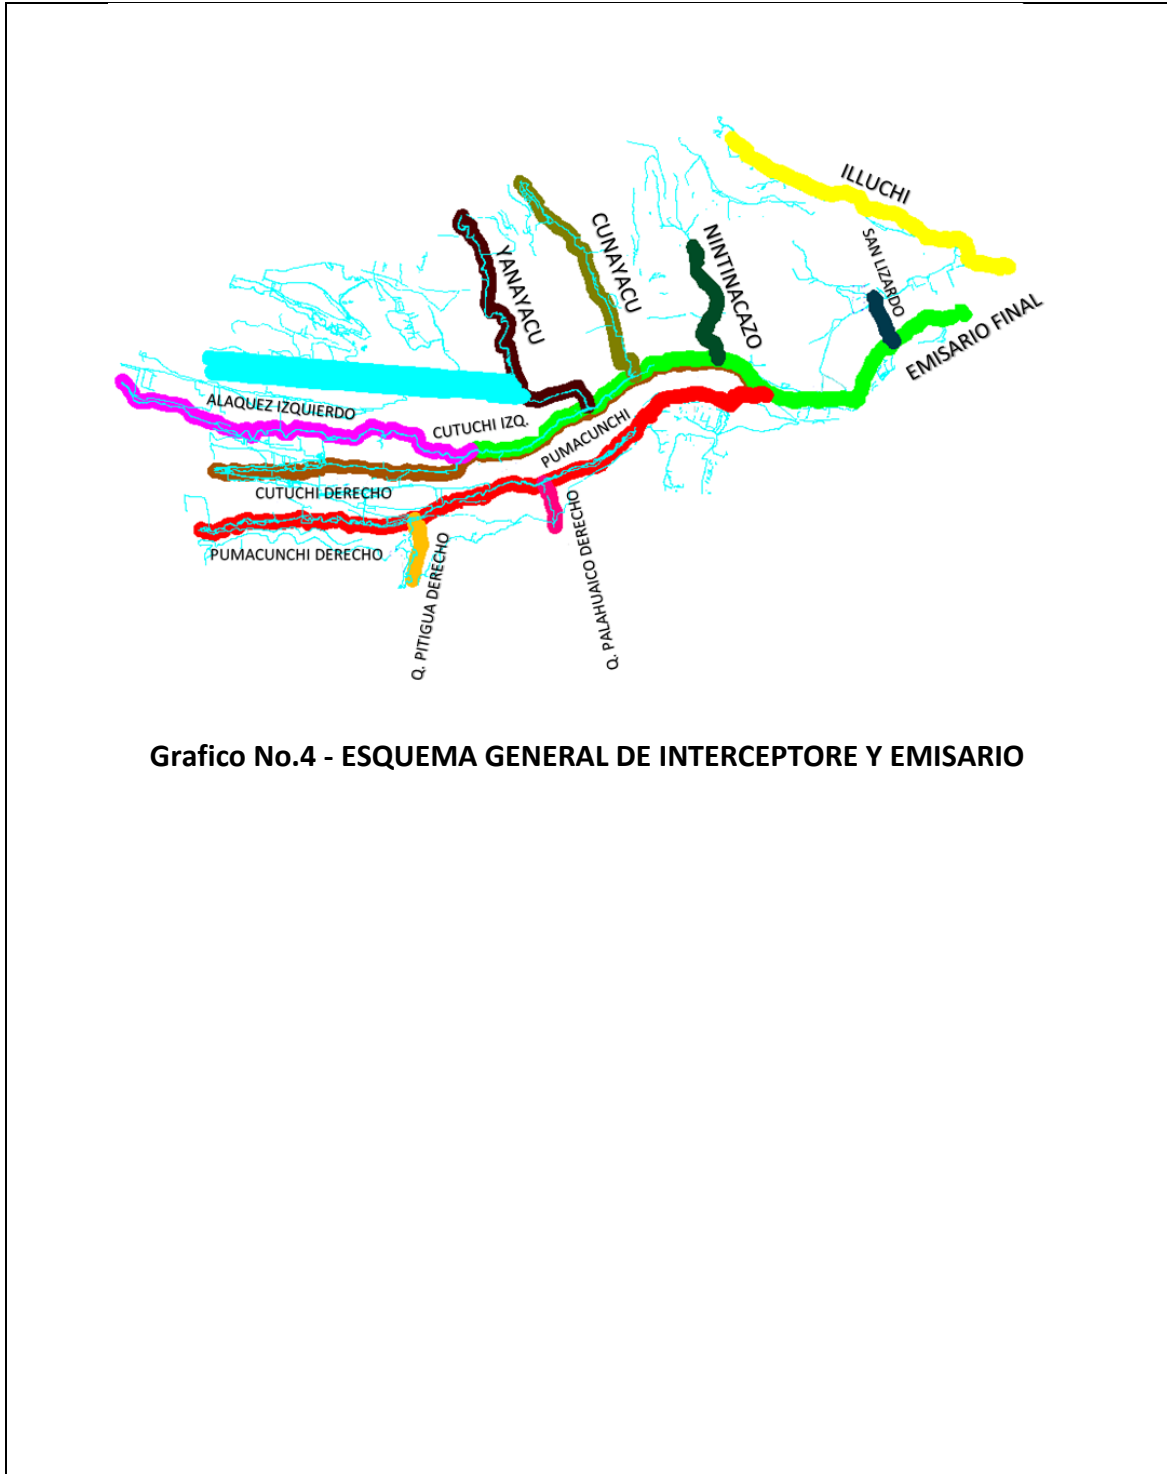 ILLUCHI
SAN LIZARDO
CUNAYACU
NINTINACAZO
YANAYACU
EMISARIO FINAL
ALAQUEZ IZQUIERDO
CUTUCHI IZQ.
PUMACUNCHI
CUTUCHI DERECHO
PUMACUNCHI DERECHO
Q. PITIGUA DERECHO
Q. PALAHUAICO DERECHO
Grafico No.4 - ESQUEMA GENERAL DE INTERCEPTORE Y EMISARIO